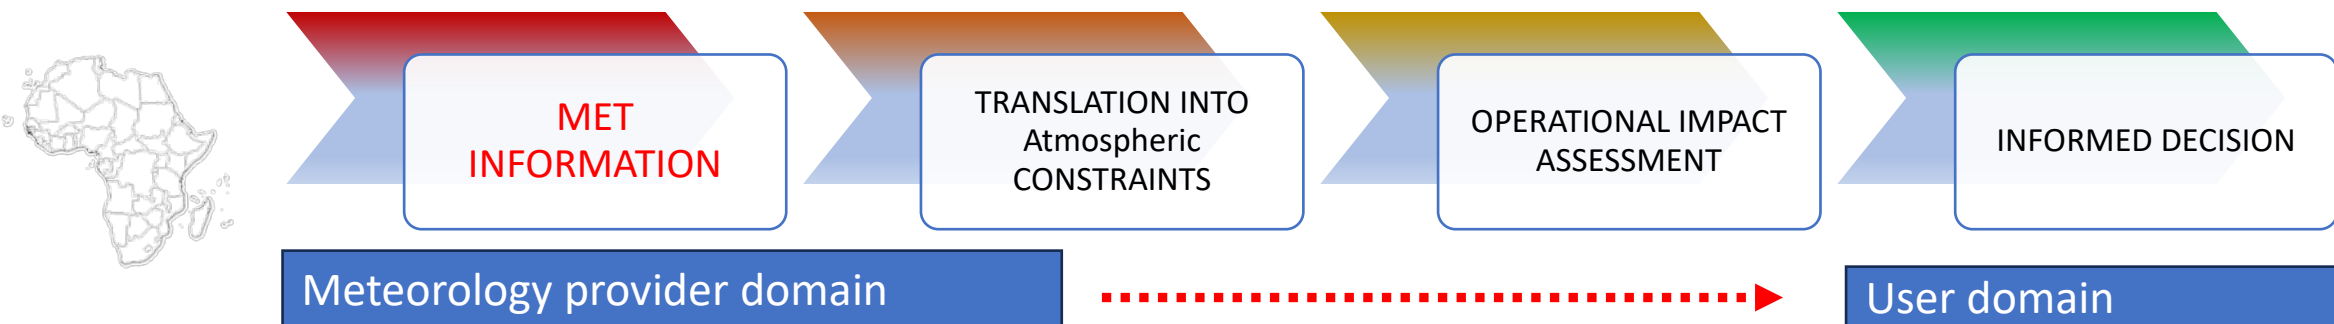 MET
INFORMATION
TRANSLATION INTO
Atmospheric
CONSTRAINTS
OPERATIONAL IMPACT
ASSESSMENT
INFORMED DECISION
Meteorology provider domain
User domain